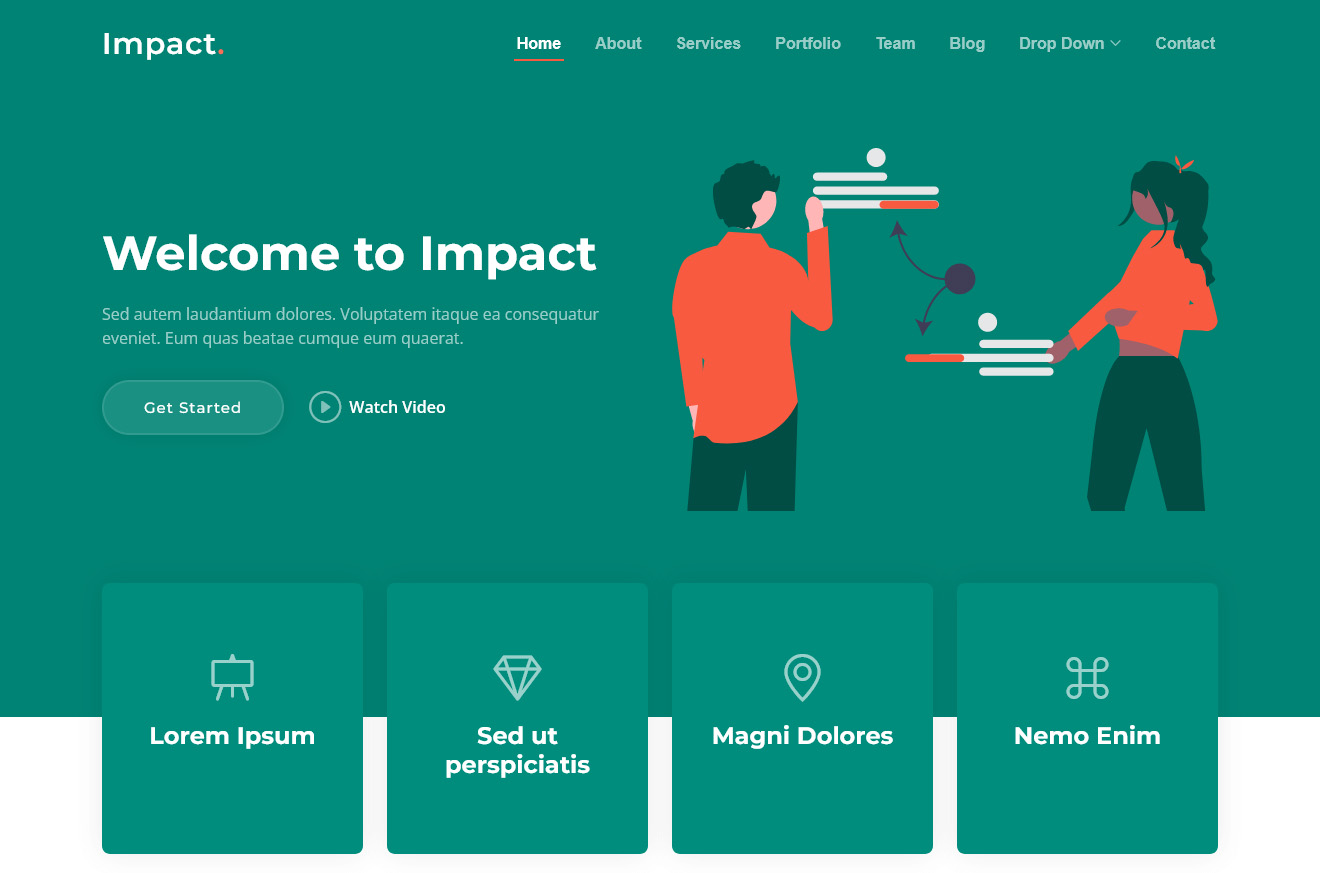 Impact.
Home About Services Portfolio Team Blog Drop Down Contact
Welcome to Impact
Sed autem laudantium dolores. Voluptatem itaque ea consequatur
eveniet. Eum quas beatae cumque eum quaerat.
Get Started
Watch Video
Lorem Ipsum
Sed ut
perspiciatis
Magni Dolores
Nemo Enim